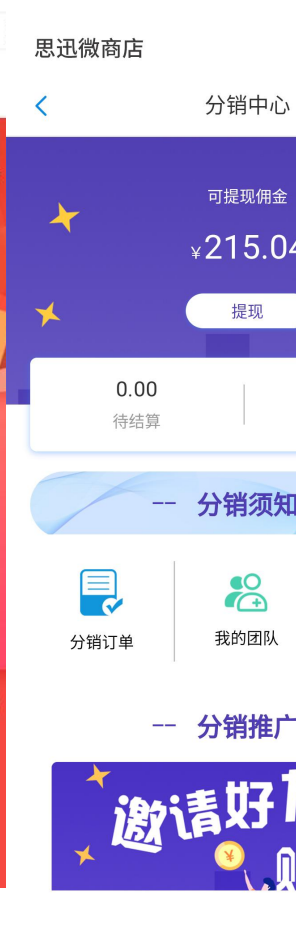 思迅微商店
分销中心
可提现佣金
¥215.04
提现
0.00
待结算
-- 分销须知
分销订单
我的团队
-- 分销推广
邀请好